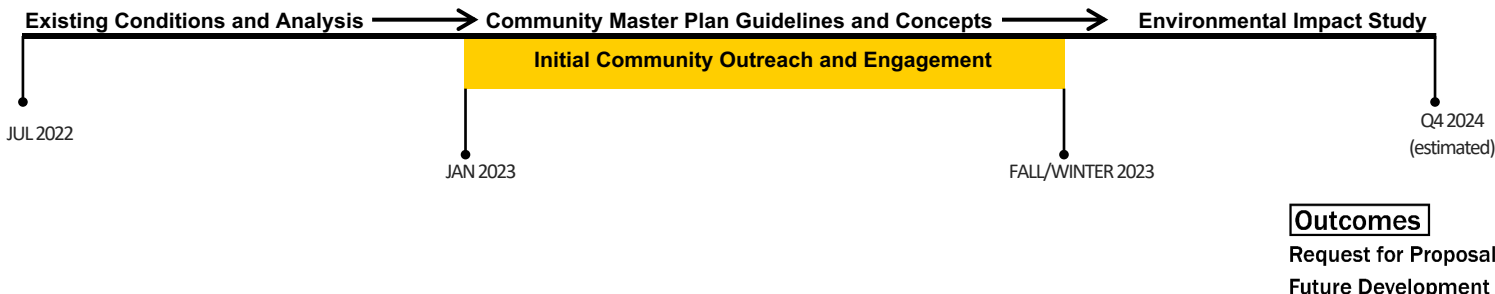 Existing Conditions and Analysis
Community Master Plan Guidelines and Concepts
Environmental Impact Study
Initial Community Outreach and Engagement
JUL 2022
JAN 2023
FALL/WINTER 2023
Q4 2024
(estimated)
Outcomes
Request for Proposal
Future Development